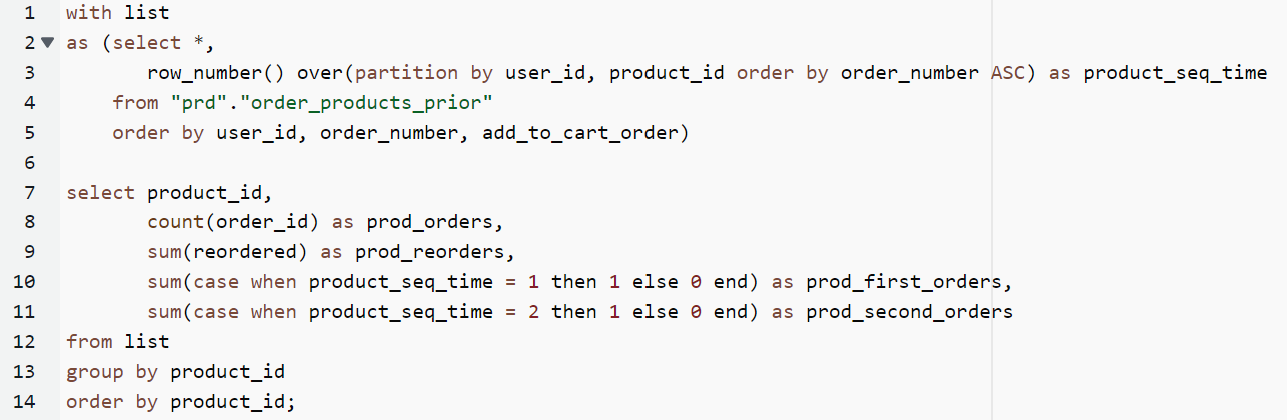 1 with list
2 as (select *,
3 row_number() over(partition by user_id, product_id order by order_number ASC) as product_seq_time
4 from "prd"."order_products_prior"
5 order by user_id, order_number, add_to_cart_order)
6
7 select product_id,
8 count(order_id) as prod_orders,
9 sum(reordered) as prod_reorders,
10 sum(case when product_seq_time = 1 then 1 else 0 end) as prod_first_orders,
11 sum(case when product_seq_time = 2 then 1 else 0 end) as prod_second_orders
12 from list
13 group by product_id
14 order by product_id;